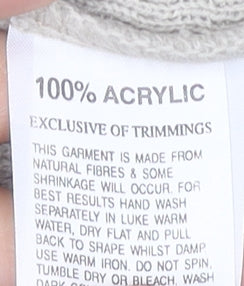 100% ACRYLIC
EXCLUSIVE OF TRIMMINGS
THIS GARMENT IS MADE FROM
NATURAL FIBRES & SOME
SHRINKAGE WILL OCCUR. FOR
BEST RESULTS HAND WASH
SEPARATELY IN LUKE WARM
WATER, DRY FLAT AND PULL
BACK TO SHAPE WHILST DAMP
USE WARM IRON. DO NOT SPIN,
TUMBLE DRY OR BLEACH. WASH
DARK